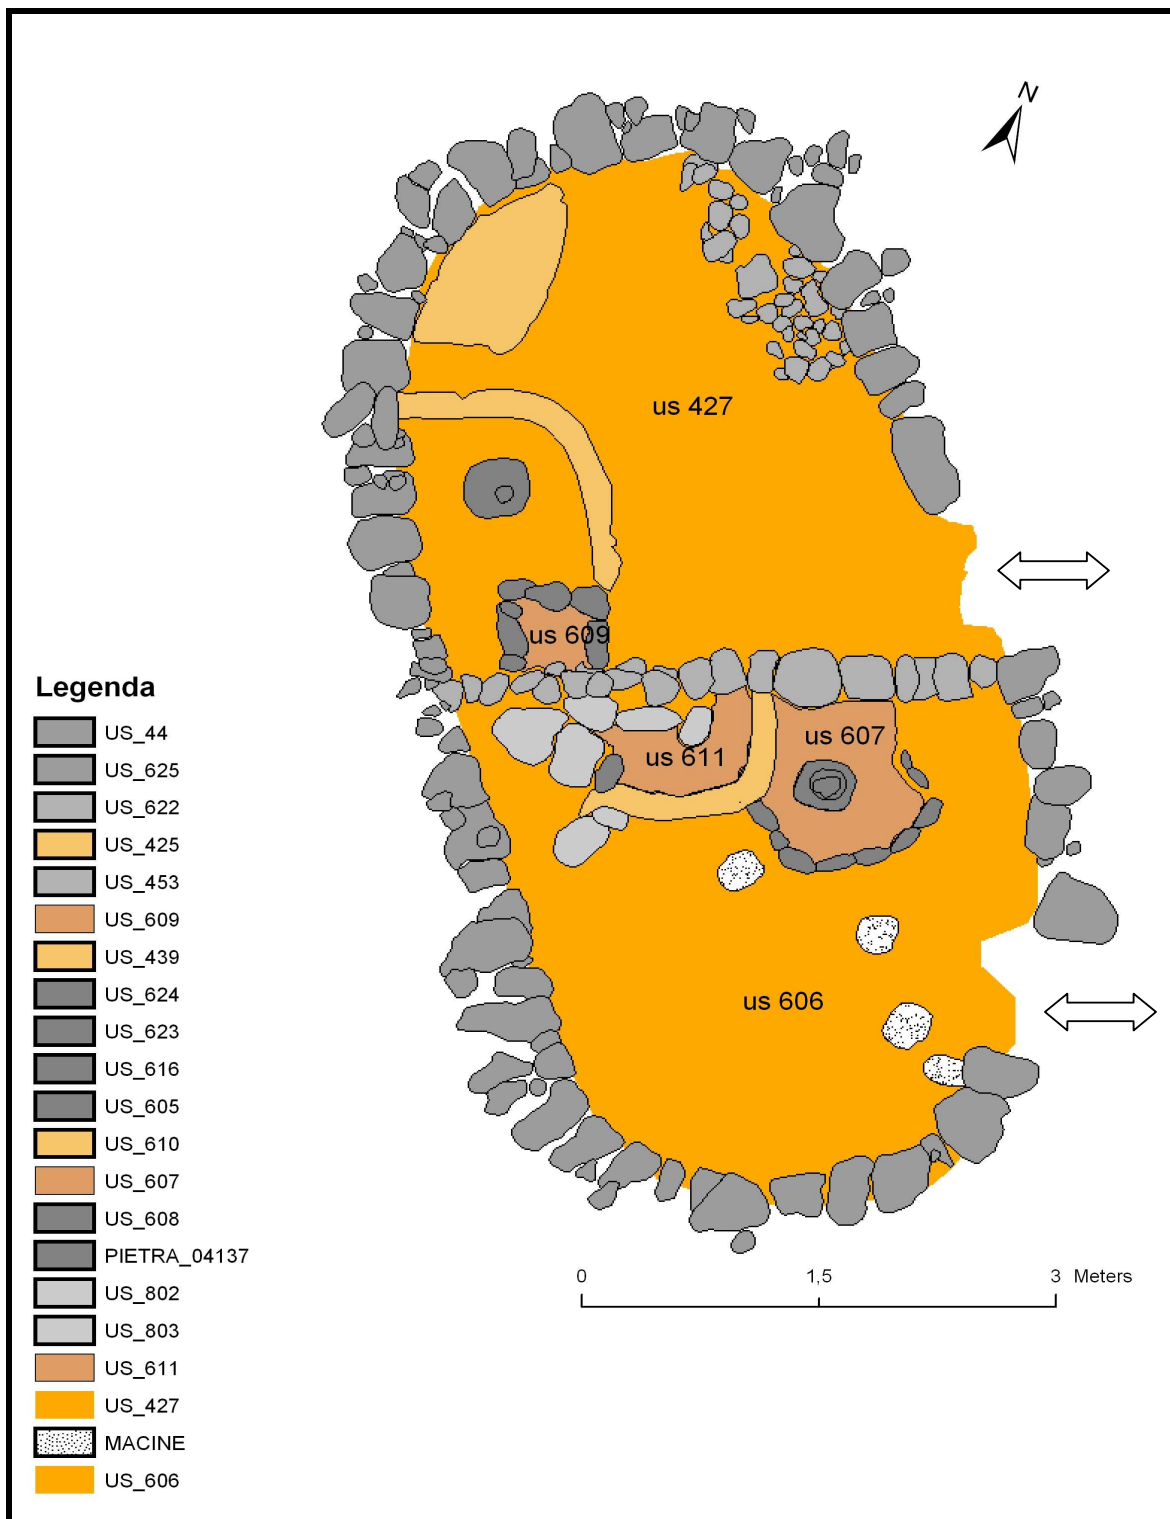 N
us 427
us 609
us 611
us 607
us 606
Legenda
US_44
US_625
US_622
US_425
US_453
US_609
US_439
US_624
US_623
US_616
US_605
US_610
US_607
US_608
PIETRA_04137
US_802
US_803
US_611
US_427
MACINE
US_606
0 1,5 3 Meters